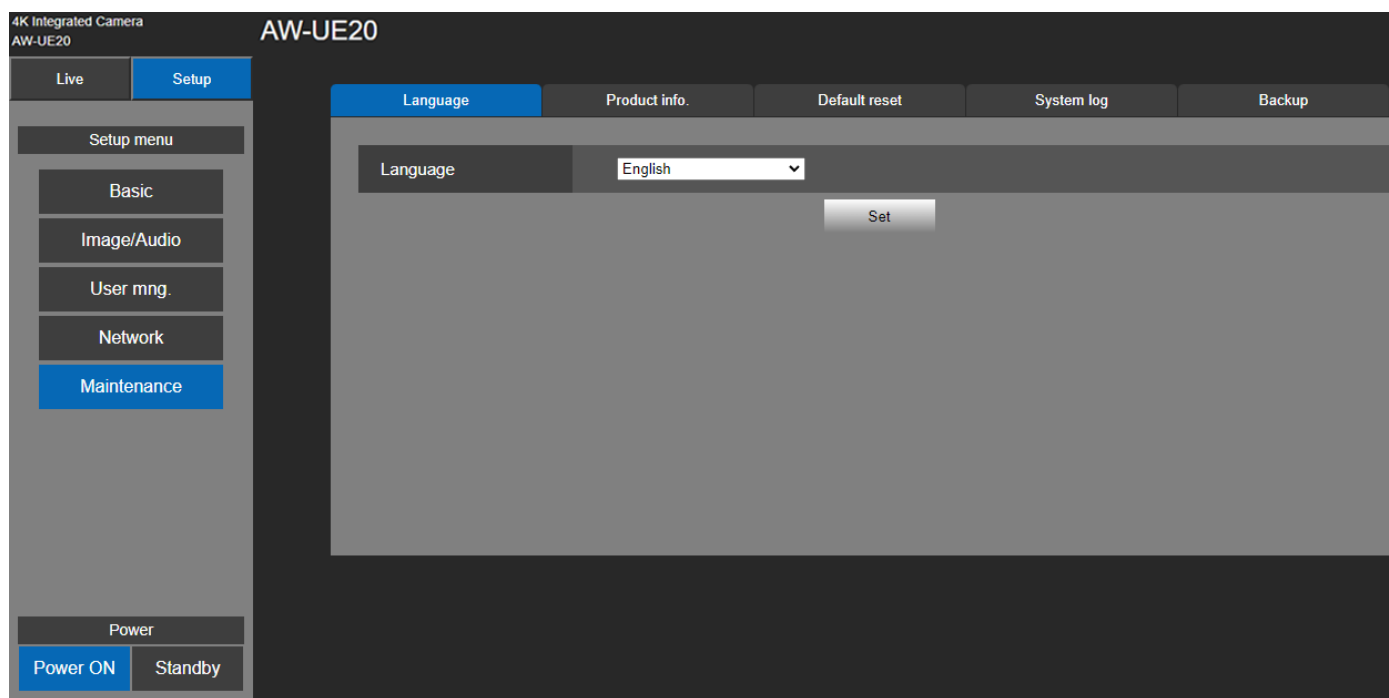 4K Integrated Camera
AW-UE20
AW-UE20
Live
Setup
Language
Product info.
Default reset
System log
Backup
Setup menu
Basic
Image/Audio
User mng.
Network
Maintenance
Language
English
Set
Power
Power ON
Standby